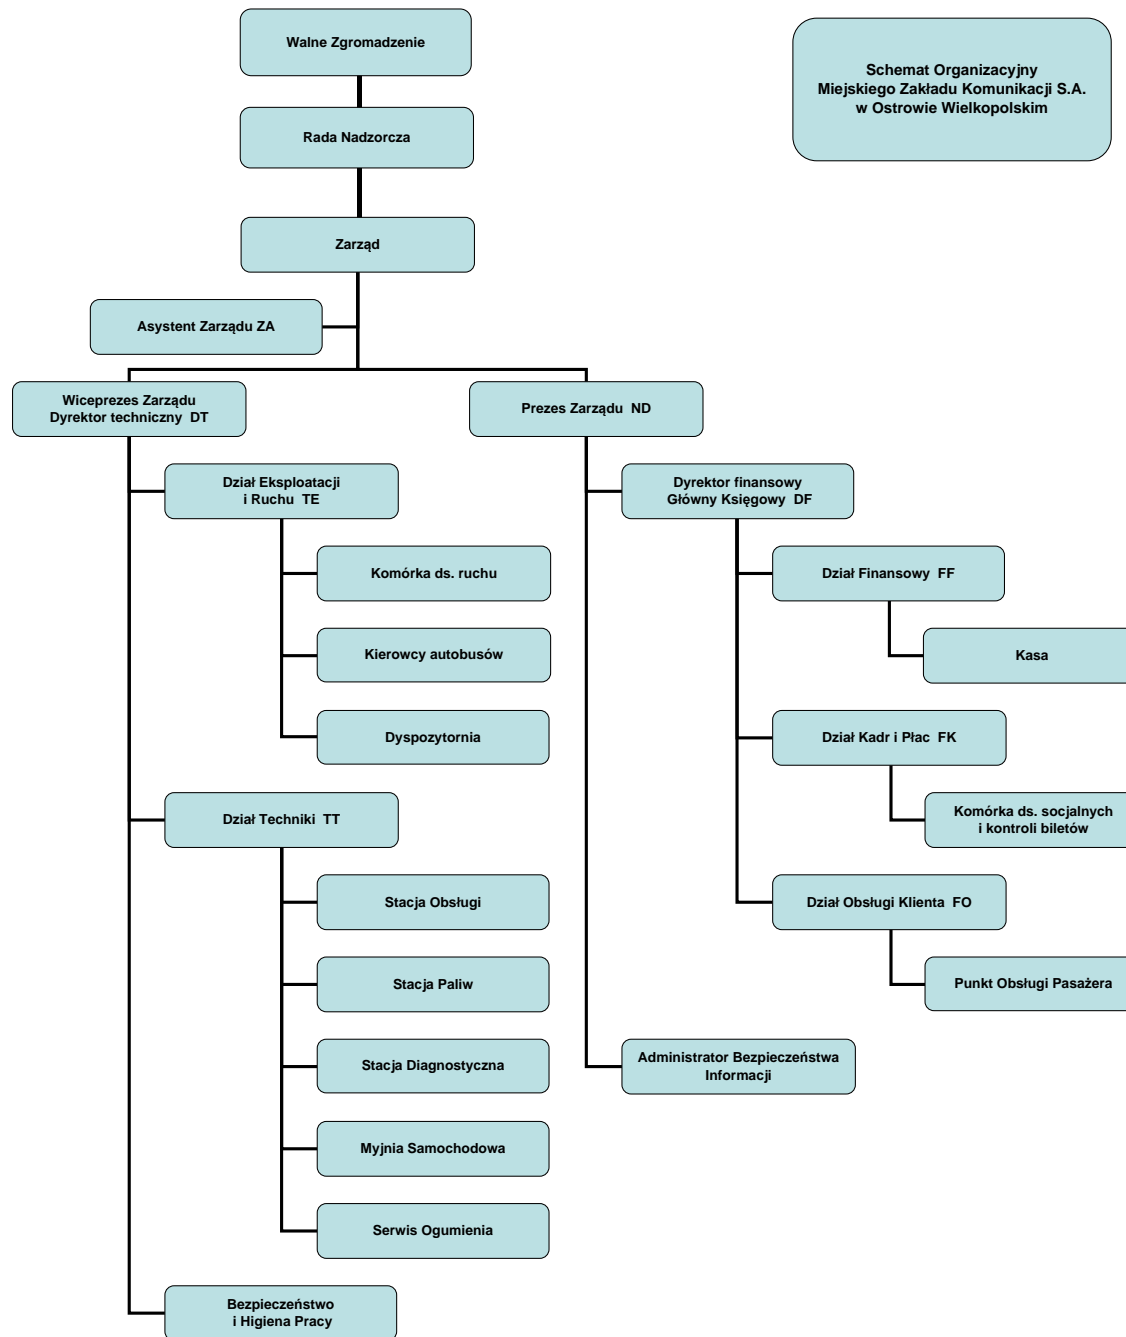 Walne Zgromadzenie
Schemat Organizacyjny
Miejskiego Zakładu Komunikacji S.A.
w Ostrowie Wielkopolskim
Rada Nadzorcza
Zarząd
Asystent Zarządu ZA
Wiceprezes Zarządu
Dyrektor techniczny DT
Prezes Zarządu ND
Dział Eksploatacji
i Ruchu TE
Komórka ds. ruchu
Kierowcy autobusów
Dyspozytornia
Dział Techniki TT
Stacja Obsługi
Stacja Paliw
Stacja Diagnostyczna
Myjnia Samochodowa
Serwis Ogumienia
Bezpieczeństwo
i Higiena Pracy
Dyrektor finansowy
Główny Księgowy DF
Dział Finansowy FF
Kasa
Dział Kadr i Płac FK
Komórka ds. socjalnych
i kontroli biletów
Dział Obsługi Klienta FO
Punkt Obsługi Pasażera
Administrator Bezpieczeństwa
Informacji